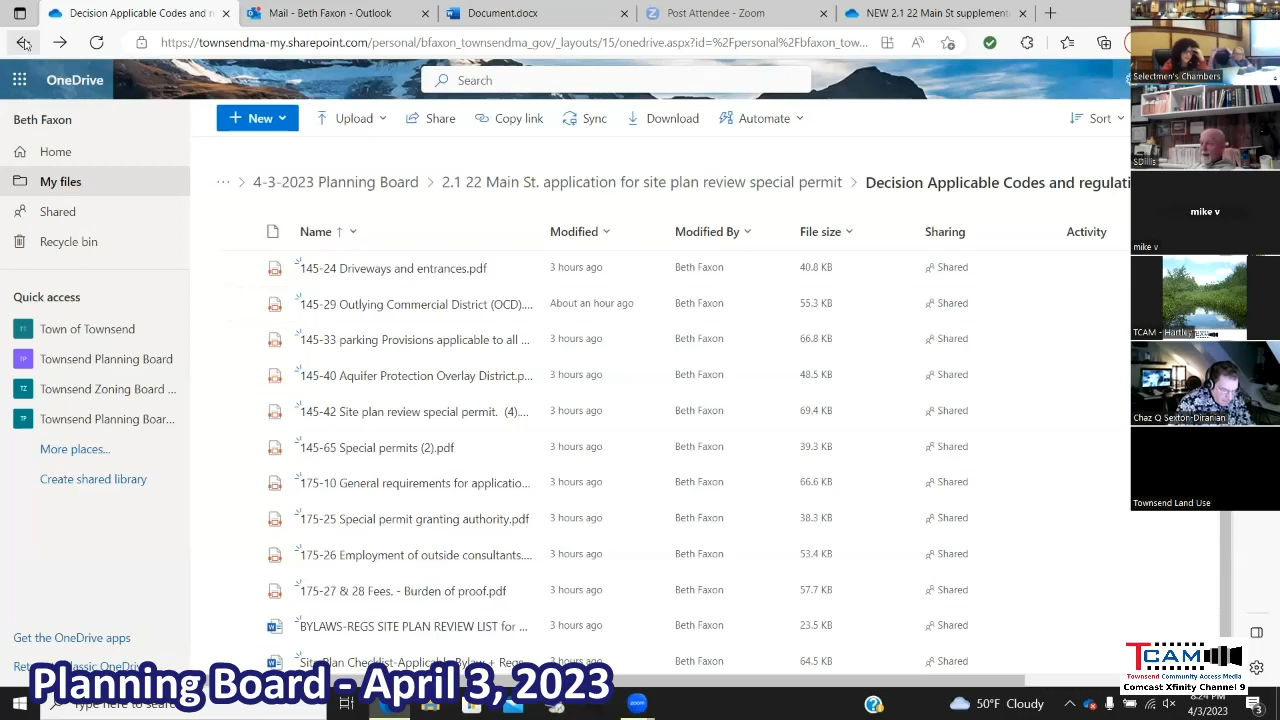 Decision Applicable Codes and r
Mail - Beth Faxon - Outlook
Document.docx
Post Attendee - Zoom
NEW 2.1 22 Main St supplement
https://townsendma-my.sharepoint.com/personal/bfaxon_townsendma_gov/_layouts/15/onedrive.aspx?id=%2Fpersonal%2Fbfaxon_tow...
OneDrive
Search
Beth Faxon
Home
My files
Shared
Recycle bin
Quick access
Town of Townsend
Townsend Planning Board
Townsend Zoning Board ...
Townsend Planning Boar...
More places...
Create shared library
Get the OneDrive apps
New
Upload
Share
Copy link
Sync
Download
Automate
Sort
... > 4-3-2023 Planning Board > 2.1 22 Main St. application for site plan review special permit > Decision Applicable Codes and regulati
Name Modified Modified By File size Sharing Activity
145-24 Driveways and entrances.pdf 3 hours ago Beth Faxon 40.8 KB Shared
145-29 Outlying Commercial District (OCD).... About an hour ago Beth Faxon 55.3 KB Shared
145-33 parking Provisions applicable to all ... 3 hours ago Beth Faxon 66.8 KB Shared
145-40 Aquifer Protection Overlay District.p... 3 hours ago Beth Faxon 48.5 KB Shared
145-42 Site plan review special permit. (4).... 3 hours ago Beth Faxon 69.4 KB Shared
145-65 Special permits (2).pdf 3 hours ago Beth Faxon 39.3 KB Shared
175-10 General requirements for applicatio... 3 hours ago Beth Faxon 66.6 KB Shared
175-25 Special permit granting authority.pdf 3 hours ago Beth Faxon 38.3 KB Shared
175-26 Employment of outside consultants.... 3 hours ago Beth Faxon 53.4 KB Shared
175-27 & 28 Fees. - Burden of proof.pdf 3 hours ago Beth Faxon 57.7 KB Shared
BYLAWS-REGS SITE PLAN REVIEW LIST for ... 3 hours ago Beth Faxon 23.5 KB Shared
Site Plan Checklist-Applicable Bylaw + Regs 3 hours ago Beth Faxon 64.5 KB Shared
Selectmen's Chambers
SDillis
mike v
mike v
TCAM - Hartley
Chaz Q Sexton-Diranian
Townsend Land Use
Planning Board - April 3, 2023
TCAM
Townsend Community Access Media
Comcast Xfinity Channel 9
zoom
50°F Cloudy
4/3/2023
3